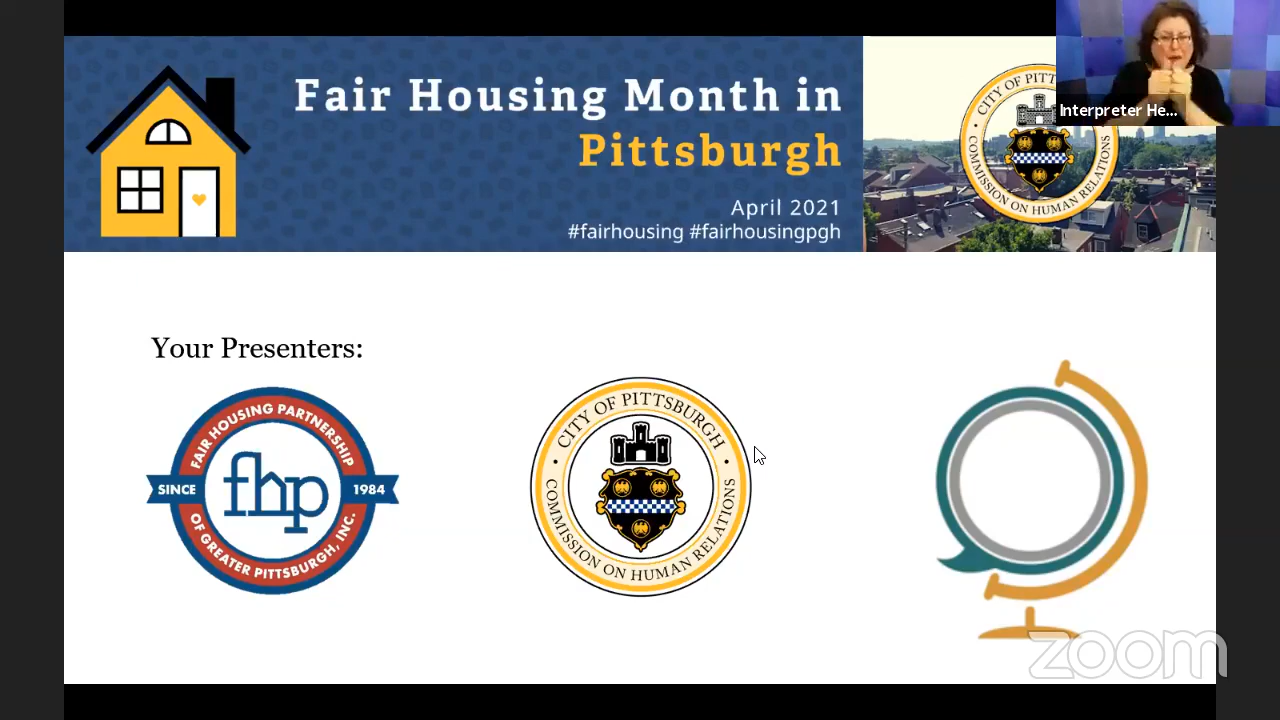 Fair Housing Month in
Pittsburgh
April 2021
#fairhousing #fairhousingpgh
CITY OF PITT
COMMISSION ON HUMAN RELATIONS
Interpreter He...
Your Presenters:
FAIR HOUSING PARTNERSHIP
SINCE
fhp
1984
OF GREATER PITTSBURGH, INC.
CITY OF PITTSBURGH
COMMISSION ON HUMAN RELATIONS
zoom